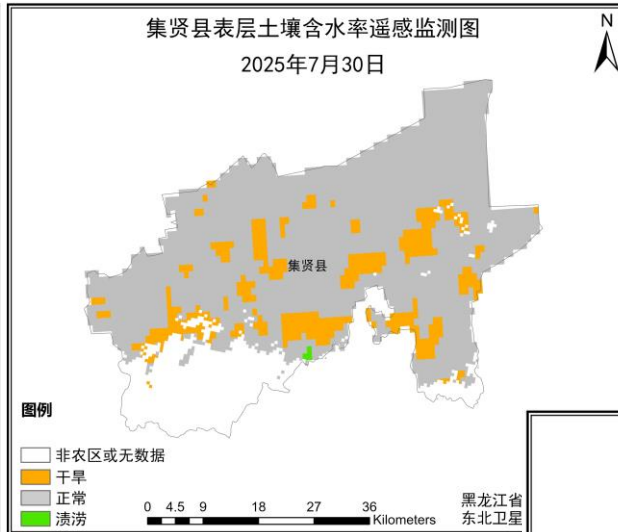 集贤县表层土壤含水率遥感监测图
2025年7月30日
N
集贤县
图例
非农区或无数据
干旱
正常
渍涝
0 4.5 9 18 27 36
Kilometers
黑龙江省
东北卫星